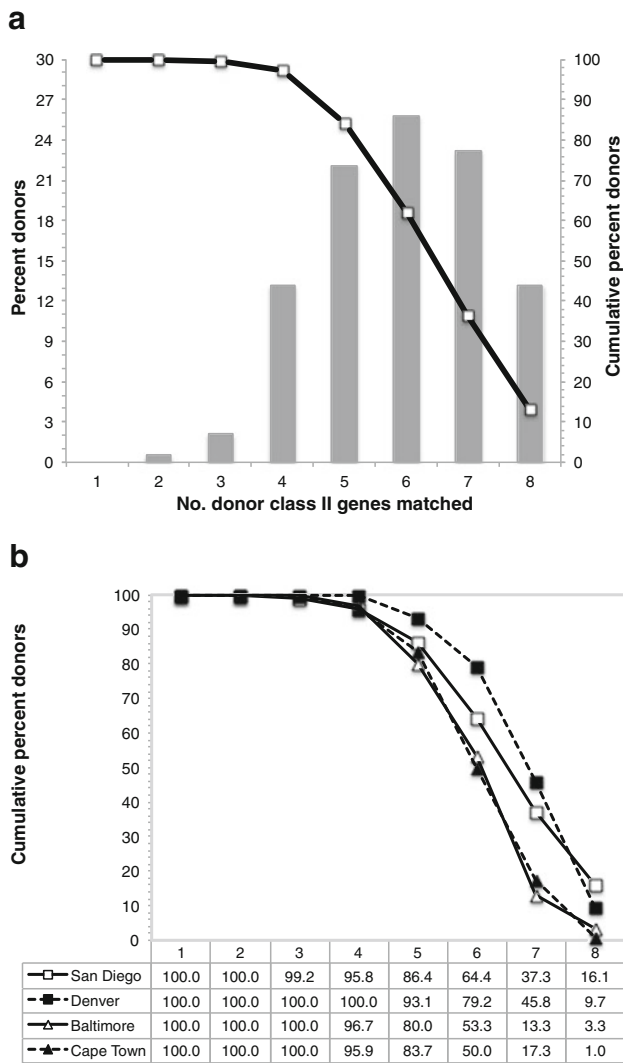 a
Percent donors
30
27
24
21
18
15
12
9
6
3
0
Cumulative percent donors
100
90
80
70
60
50
40
30
20
10
0
1 2 3 4 5 6 7 8
No. donor class II genes matched
b
Cumulative percent donors
100
90
80
70
60
50
40
30
20
10
0
1 2 3 4 5 6 7 8
San Diego 100.0 100.0 99.2 95.8 86.4 64.4 37.3 16.1
Denver 100.0 100.0 100.0 100.0 93.1 79.2 45.8 9.7
Baltimore 100.0 100.0 100.0 96.7 80.0 53.3 13.3 3.3
Cape Town 100.0 100.0 100.0 95.9 83.7 50.0 17.3 1.0